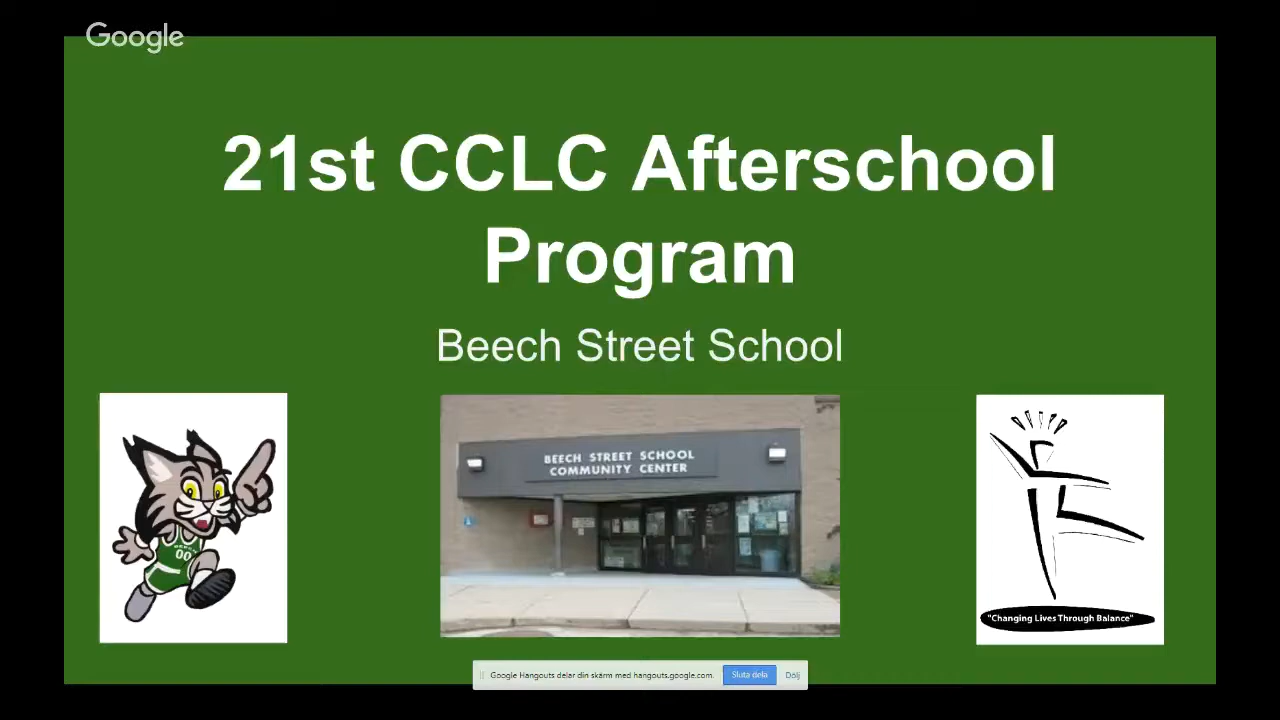 Google
21st CCLC Afterschool
Program
Beech Street School
BEECH STREET SCHOOL
COMMUNITY CENTER
00
"Changing Lives Through Balance"
Google Hangouts delar din skärm med hangouts.google.com.
Sluta dela
Dölj